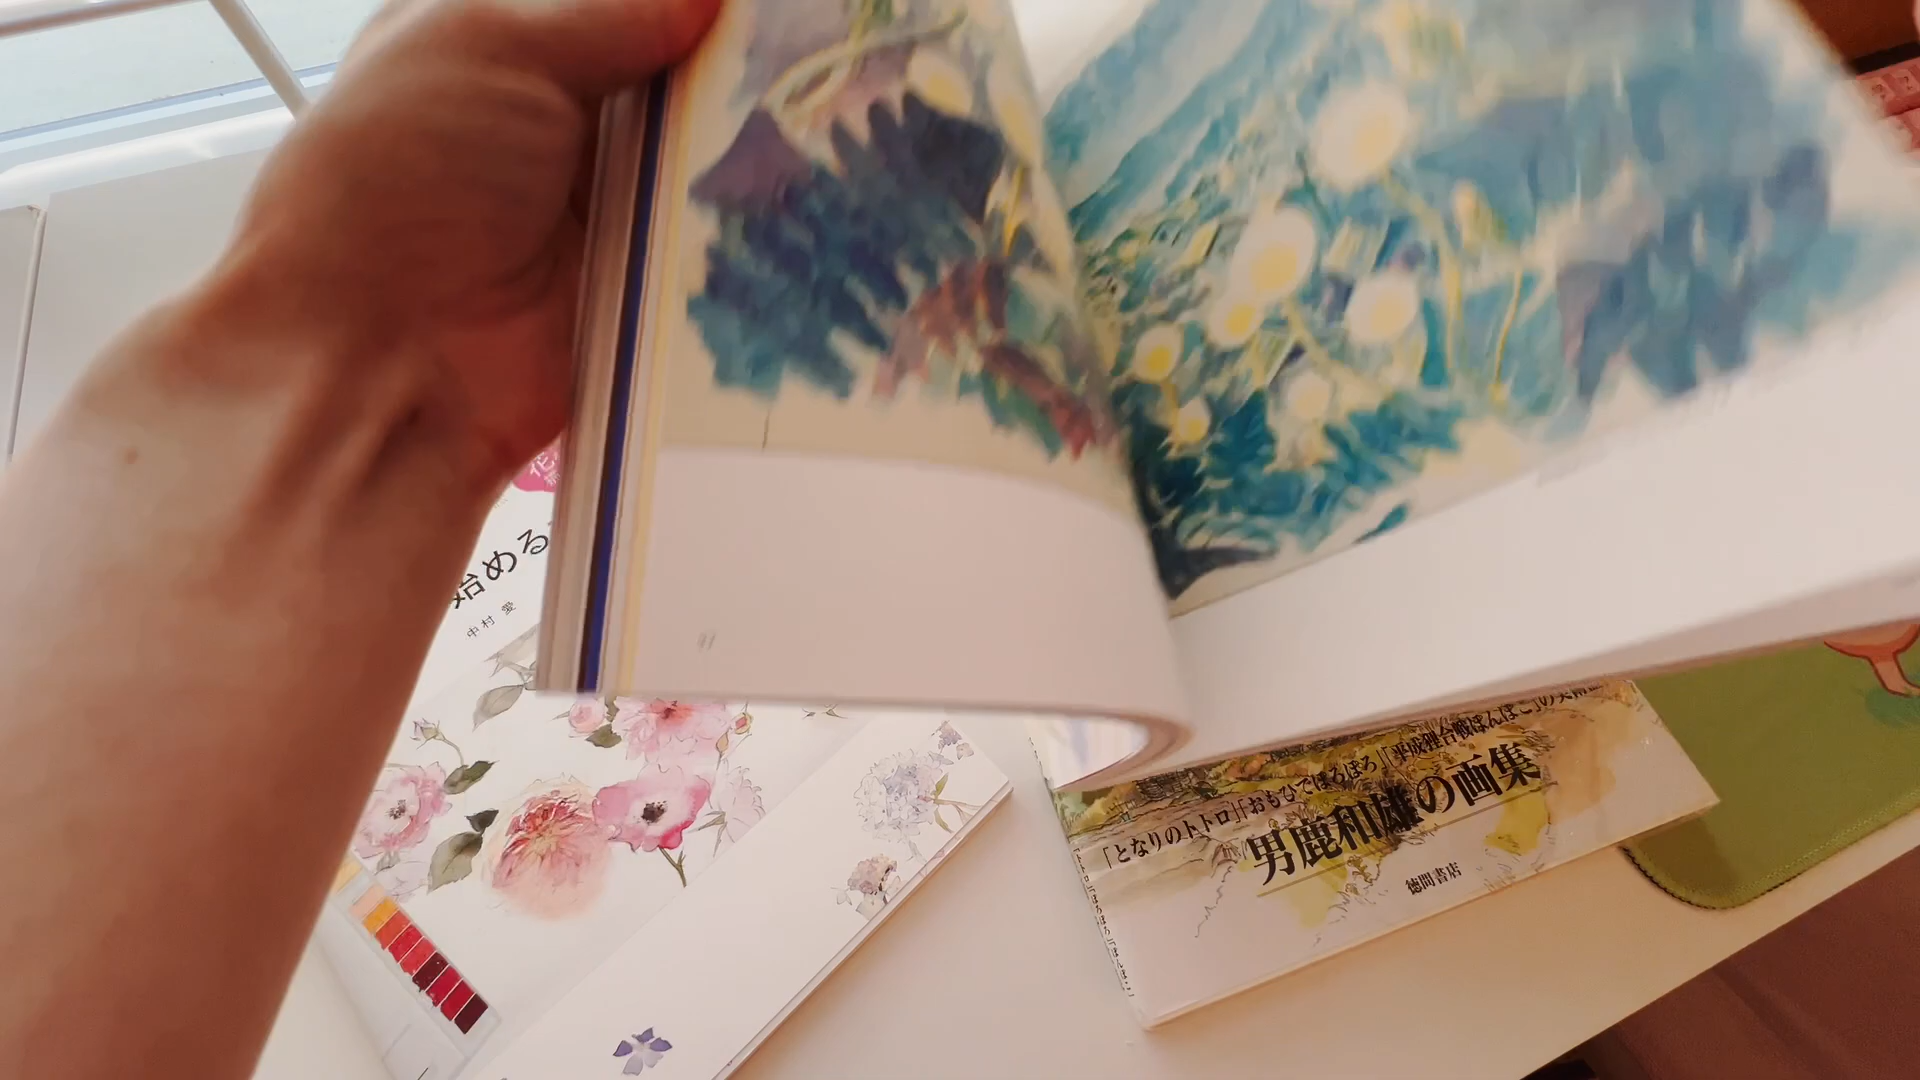 花
始める
中村 愛
91
「となりのトトロ」「おもひでぽろぽろ」「平成狸合戦ぽんぽこ」の美術
男鹿和雄の画集
徳間書店